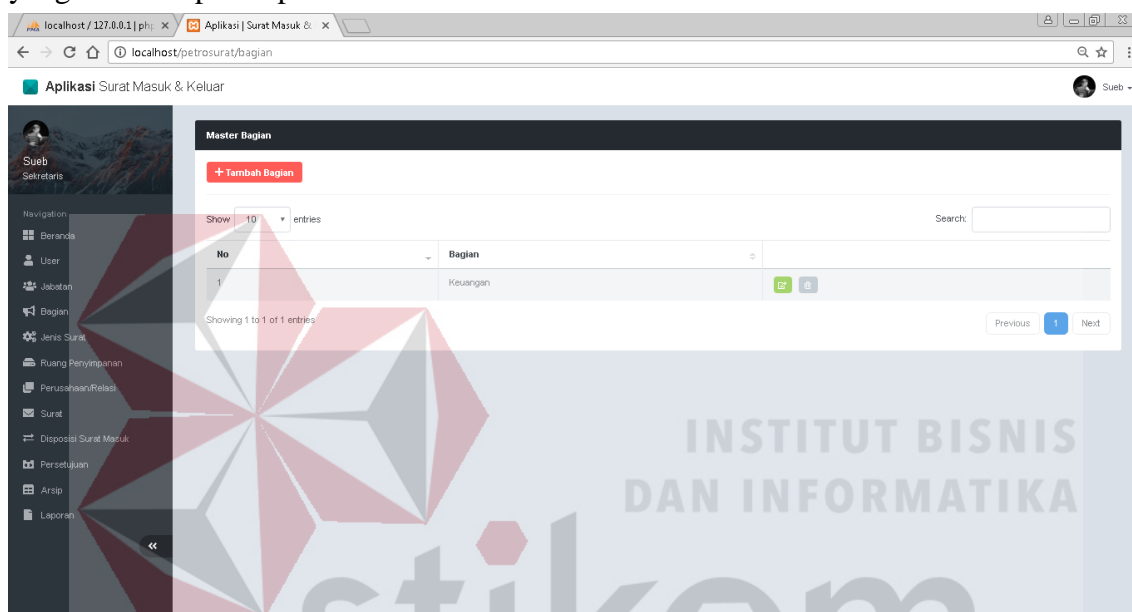 localhost / 127.0.0.1 | php
Aplikasi | Surat Masuk &
localhost/petrosurat/bagian
Aplikasi Surat Masuk & Keluar
Sueb
Sueb
Sekretaris
Master Bagian
+ Tambah Bagian
Navigation
Beranda
User
Jabatan
Bagian
Jenis Surat
Ruang Penyimpanan
Perusahaan/Relasi
Surat
Disposisi Surat Masuk
Persetujuan
Arsip
Laporan
Show 10 entries
Search:
No Bagian
1 Keuangan
Showing 1 to 1 of 1 entries
Previous 1 Next
INSTITUT BISNIS
DAN INFORMATIKA
stikom